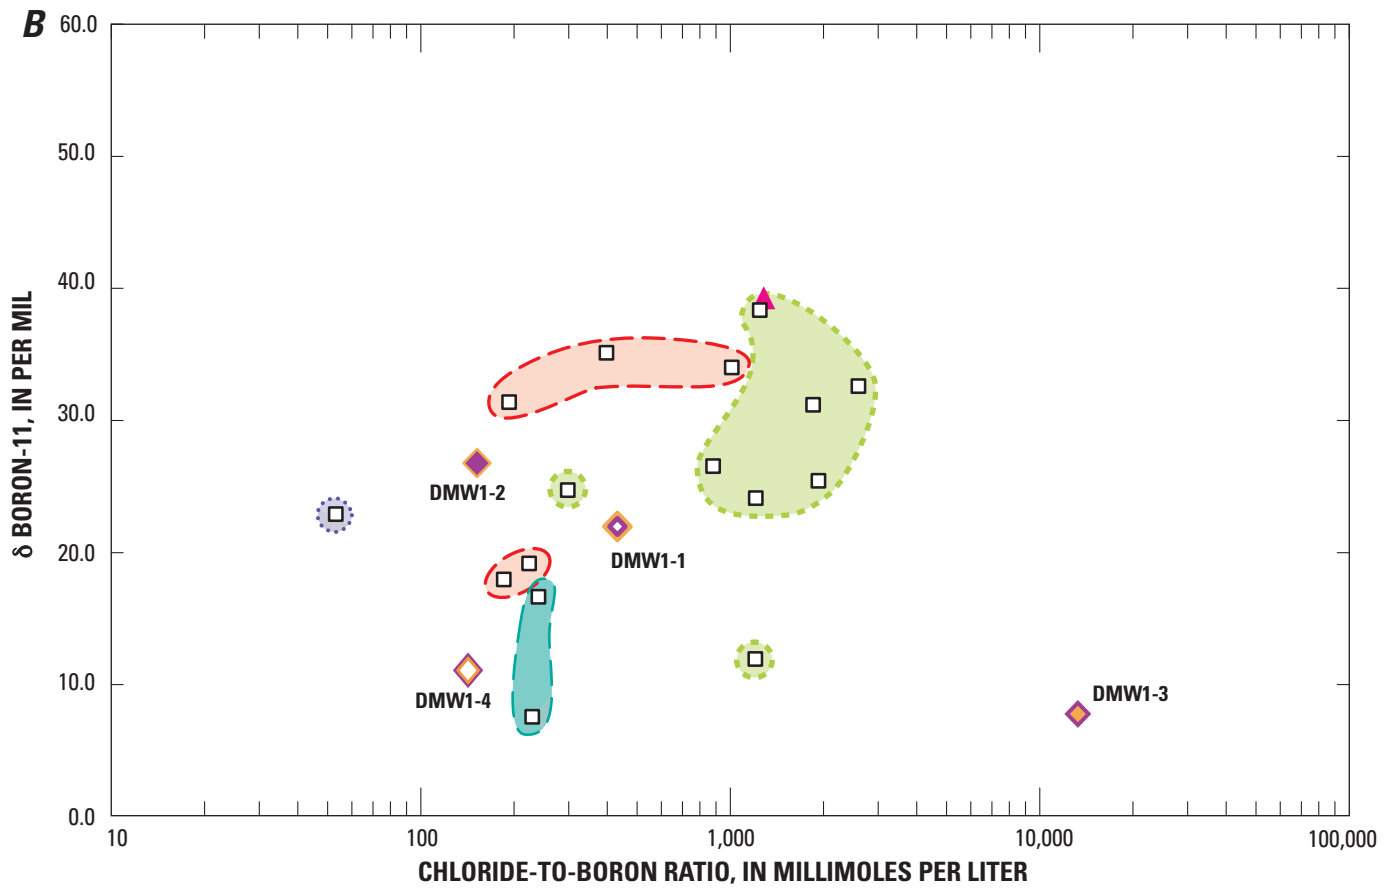 B
60.0
50.0
40.0
30.0
20.0
10.0
0.0
δ BORON-11, IN PER MIL
DMW1-2
DMW1-1
DMW1-4
DMW1-3
10
100
1,000
10,000
100,000
CHLORIDE-TO-BORON RATIO, IN MILLIMOLES PER LITER